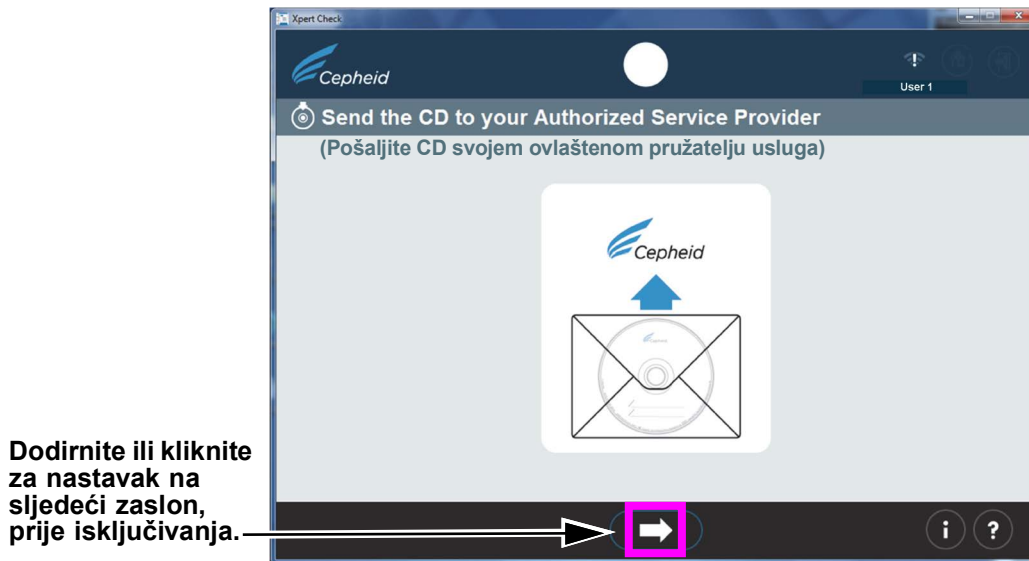 Xpert Check
Cepheid
User 1
Send the CD to your Authorized Service Provider
(Pošaljite CD svojem ovlaštenom pružatelju usluga)
Cepheid
Dodirnite ili kliknite
za nastavak na
sljedeći zaslon,
prije isključivanja.
i ?